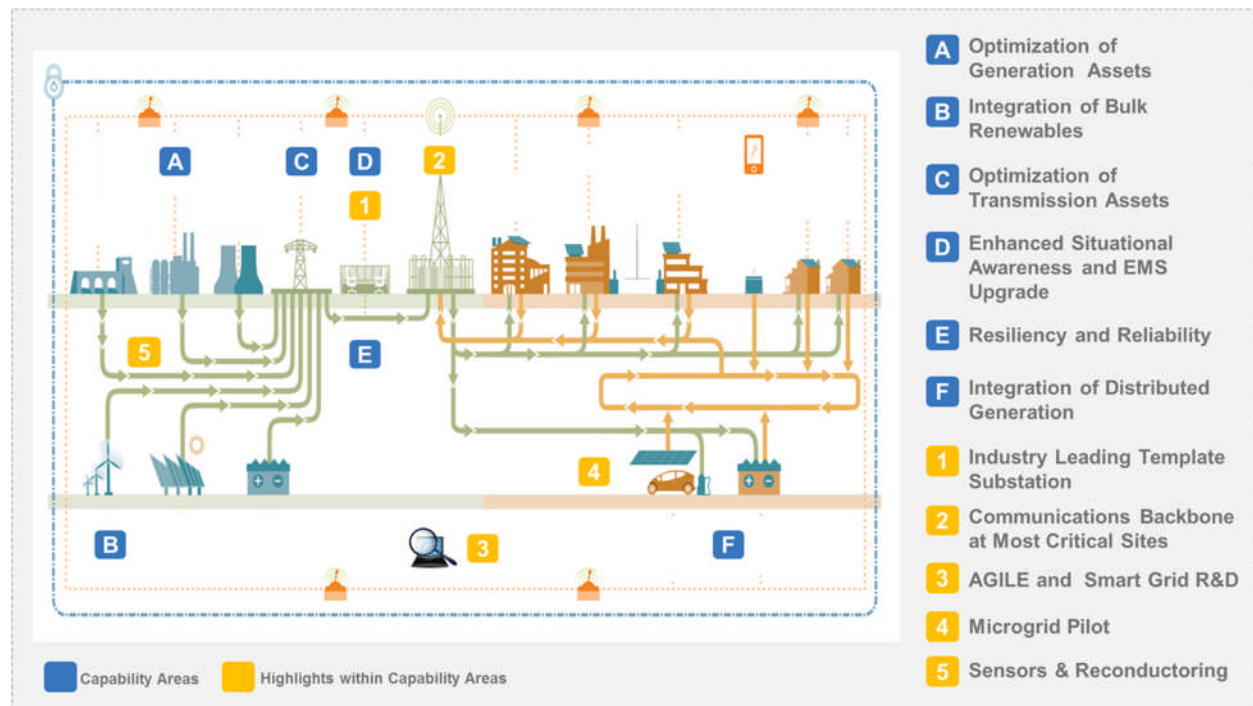 A
C
D
2
1
5
E
4
B
3
F
A Optimization of
Generation Assets
B Integration of Bulk
Renewables
C Optimization of
Transmission Assets
D Enhanced Situational
Awareness and EMS
Upgrade
E Resiliency and Reliability
F Integration of Distributed
Generation
1 Industry Leading Template
Substation
2 Communications Backbone
at Most Critical Sites
3 AGILE and Smart Grid R&D
4 Microgrid Pilot
5 Sensors & Reconductoring
Capability Areas
Highlights within Capability Areas